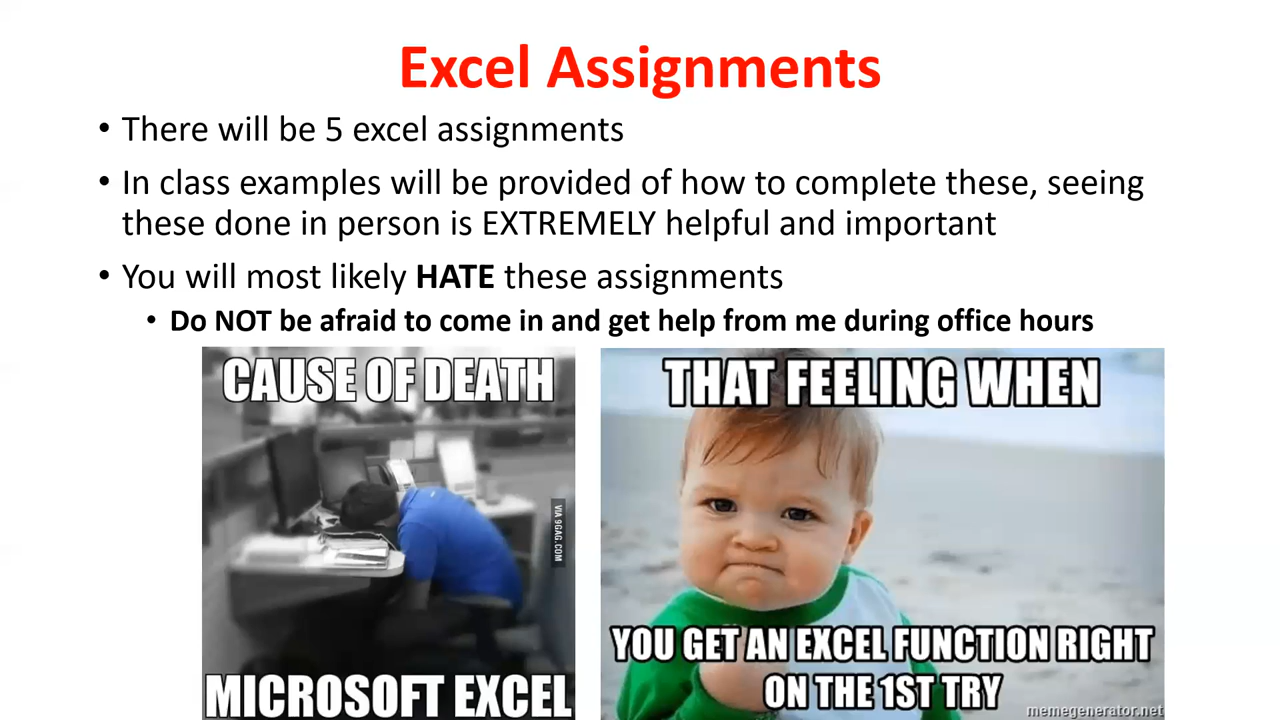 Excel Assignments
• There will be 5 excel assignments
• In class examples will be provided of how to complete these, seeing
these done in person is EXTREMELY helpful and important
• You will most likely HATE these assignments
• Do NOT be afraid to come in and get help from me during office hours
CAUSE OF DEATH
VIA 9GAG.COM
MICROSOFT EXCEL
THAT FEELING WHEN
YOU GET AN EXCEL FUNCTION RIGHT
ON THE 1ST TRY
memegenerator.net